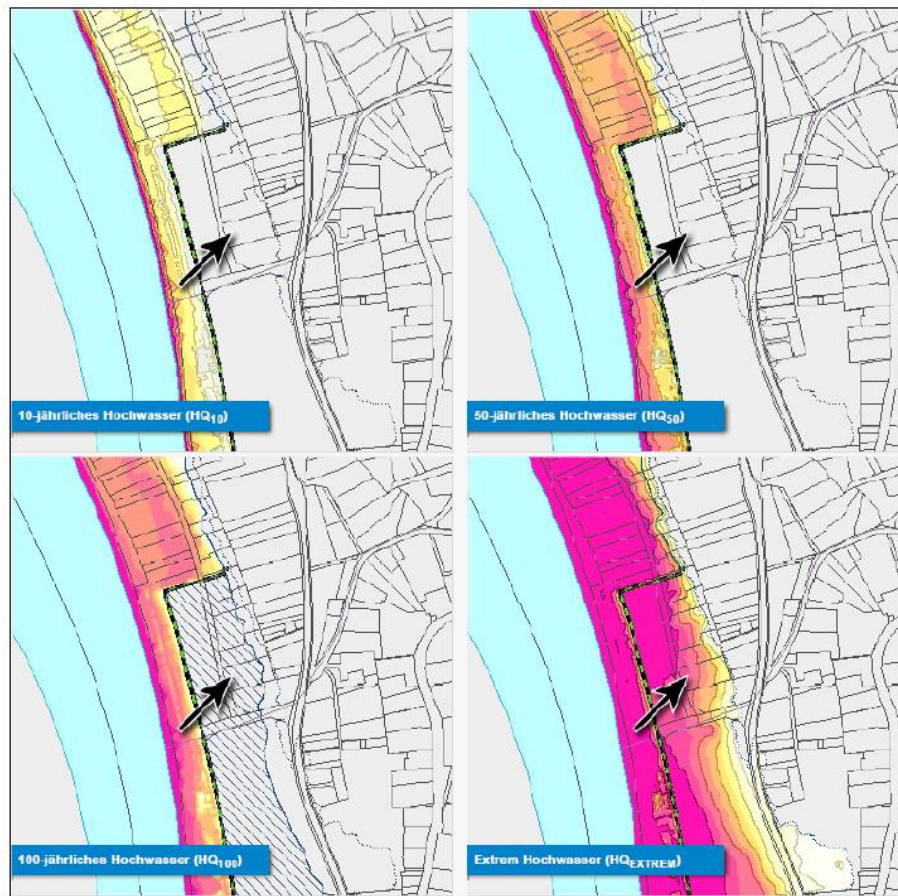 10-jährliches Hochwasser (HQ10)
50-jährliches Hochwasser (HQ50)
100-jährliches Hochwasser (HQ100)
Extrem Hochwasser (HQEXTREM)